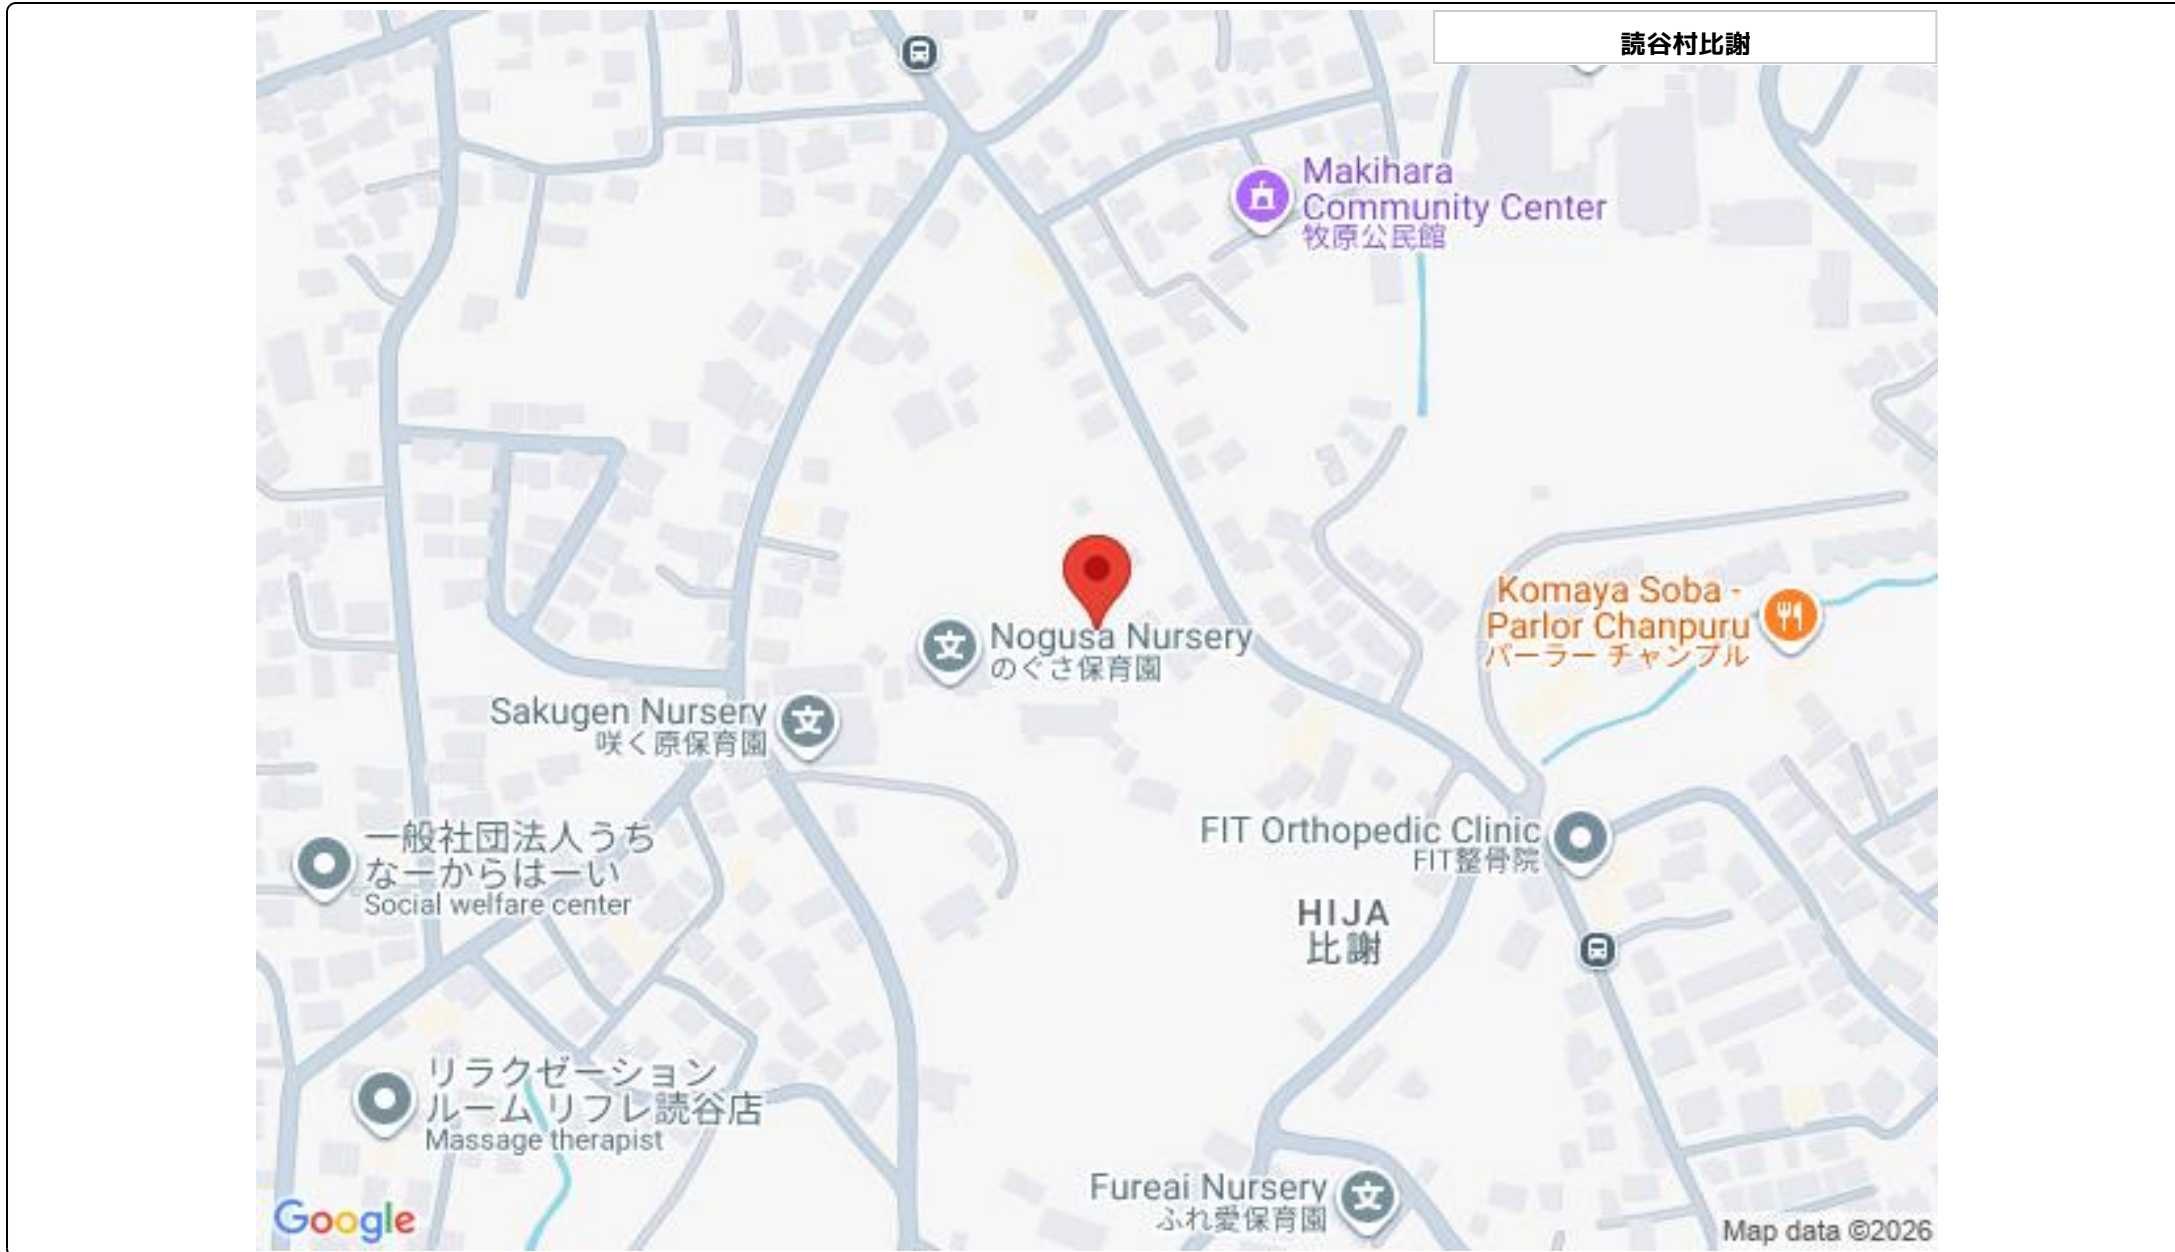 読谷村比謝
Makihara
Community Center
牧原公民館
Komaya Soba -
Parlor Chanpuru
パーラー チャンプル
Nogusa Nursery
のぐさ保育園
Sakugen Nursery
咲く原保育園
一般社団法人うち
なーからはーい
Social welfare center
FIT Orthopedic Clinic
FIT整骨院
HIJA
比謝
リラクゼーション
ルーム リフレ読谷店
Massage therapist
Fureai Nursery
ふれ愛保育園
Google
Map data ©2026